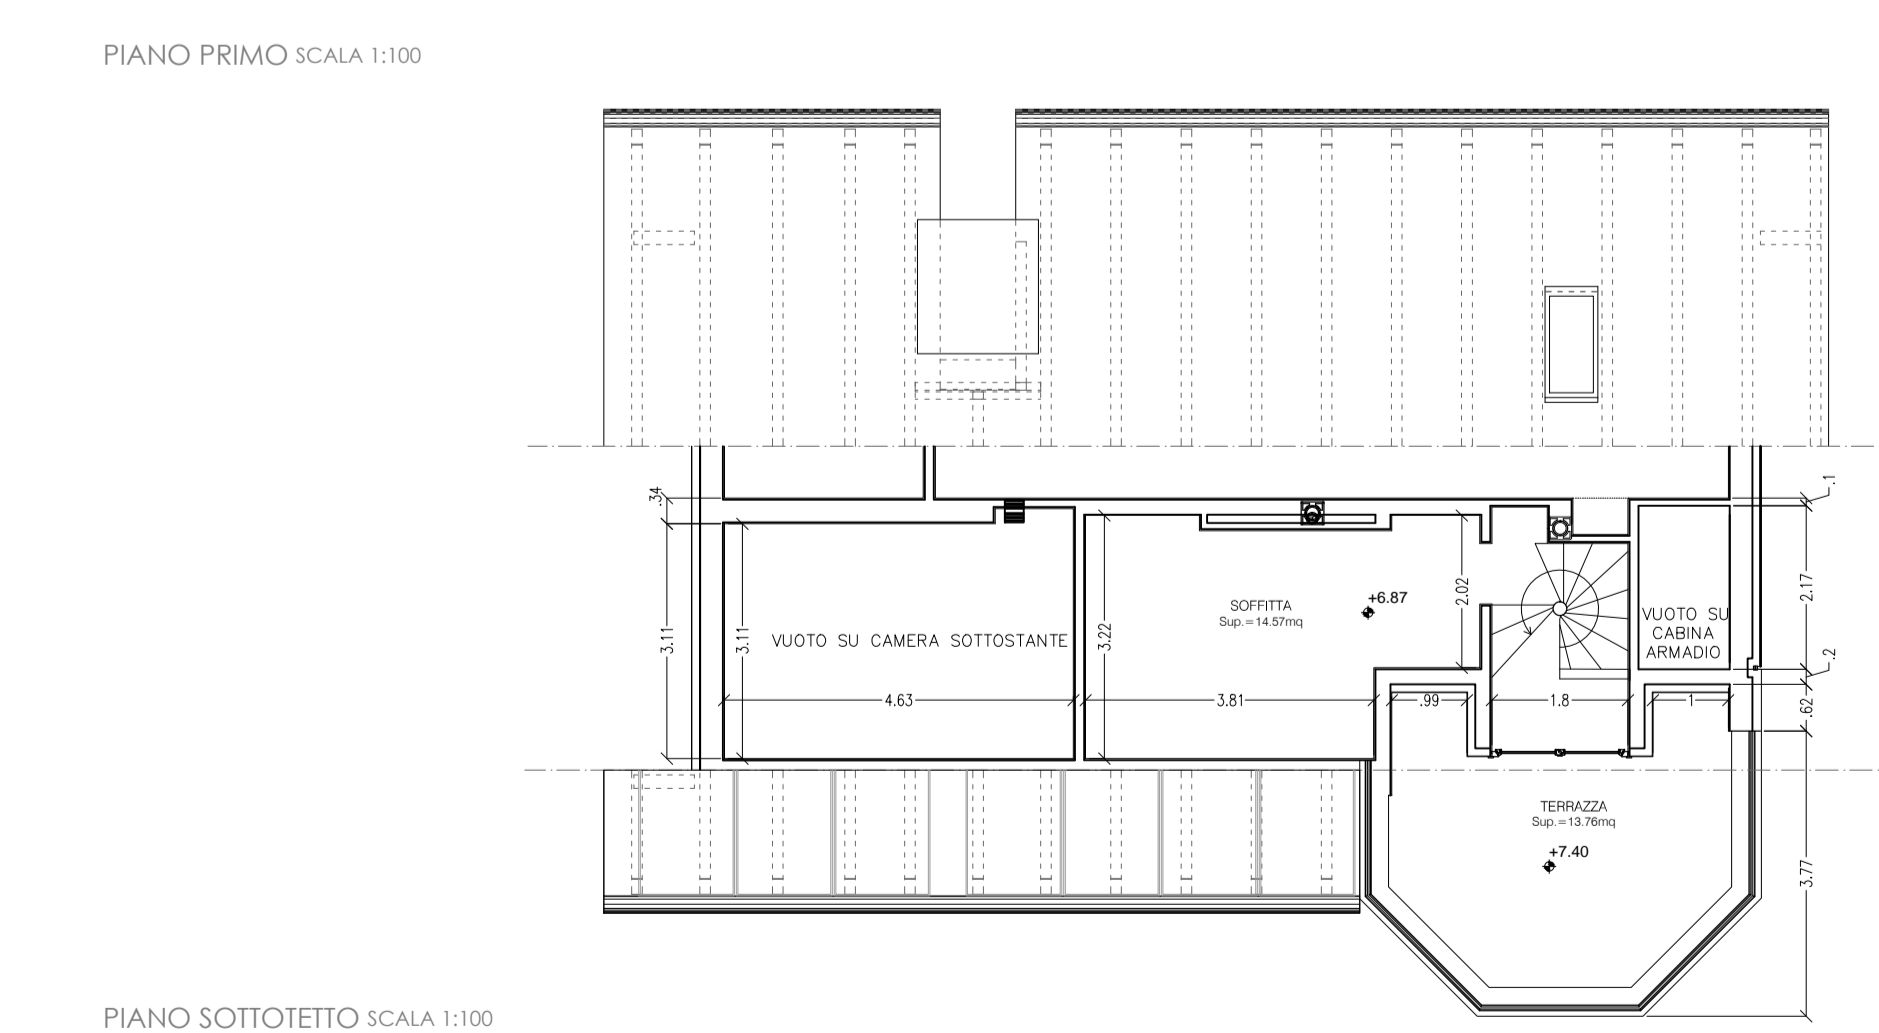 PIANO PRIMO SCALA 1:100
.34
.1
3.11
3.11
VUOTO SU CAMERA SOTTOSTANTE
4.63
3.22
SOFFITTA
Sup.=14.57mq
+6.87
2.02
3.81
.99
1.8
1
VUOTO SU
CABINA
ARMADIO
2.17
.2
.62
TERRAZZA
Sup.=13.76mq
+7.40
3.77
PIANO SOTTOTETTO SCALA 1:100